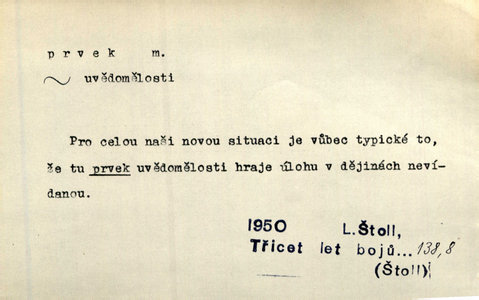 prvek m.
~ uvědomělosti
Pro celou naši novou situaci je vůbec typické to,
že tu prvek uvědomělosti hraje úlohu v dějinách neví-
danou.
1950 L.Štoll,
Třicet let bojů... 138,8
(Štoll)